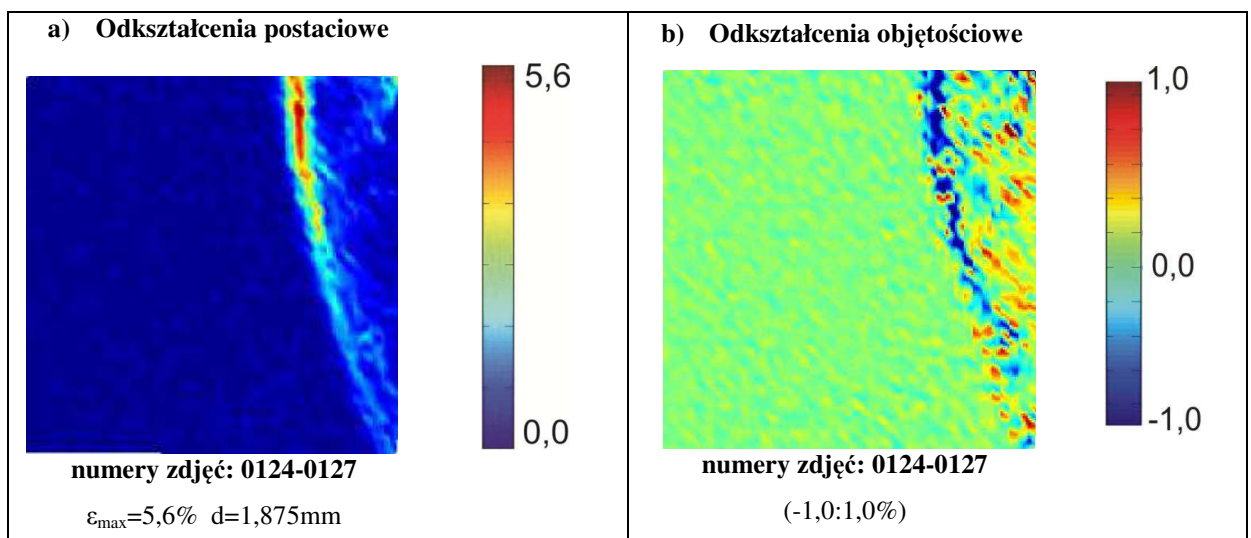 a) Odkształcenia postaciowe
5,6
0,0
numery zdjęć: 0124-0127
εmax=5,6% d=1,875mm
b) Odkształcenia objętościowe
1,0
0,0
-1,0
numery zdjęć: 0124-0127
(-1,0:1,0%)